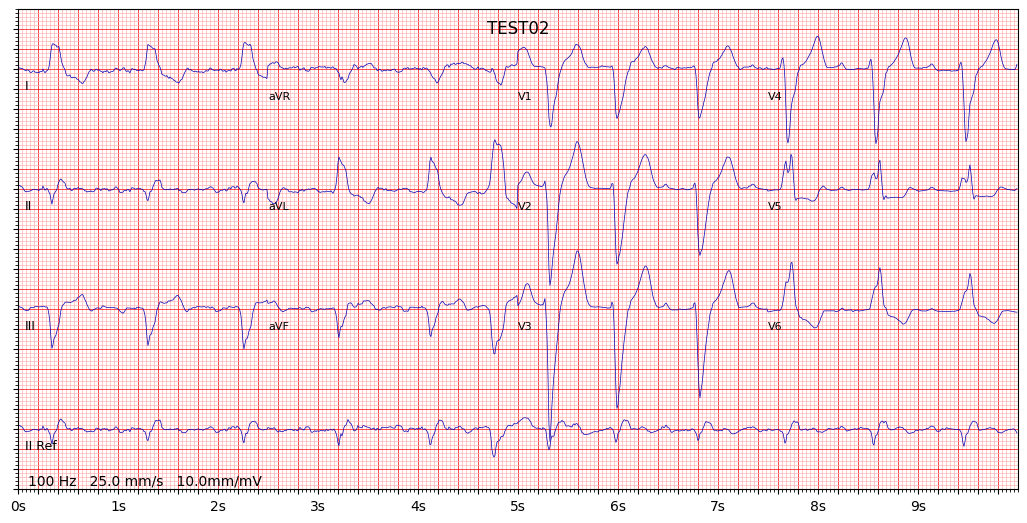 TEST02
I
aVR
V1
V4
II
aVL
V2
V5
III
aVF
V3
V6
II Ref
100 Hz 25.0 mm/s 10.0mm/mV
0s 1s 2s 3s 4s 5s 6s 7s 8s 9s